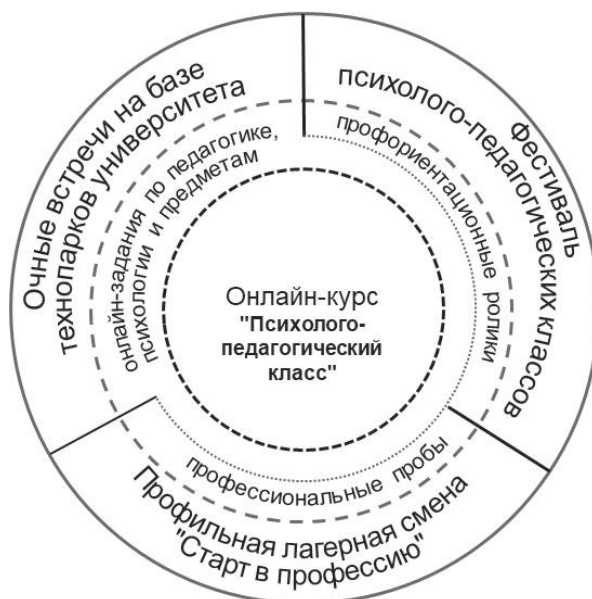 Очные встречи на базе
технопарков университета
онлайн-задания по педагогике,
психологии и предметам
Фестиваль
психолого-педагогических классов
профориентационные ролики
Онлайн-курс
"Психолого-
педагогический
класс"
профессиональные пробы
Профильная лагерная смена
"Старт в профессию"